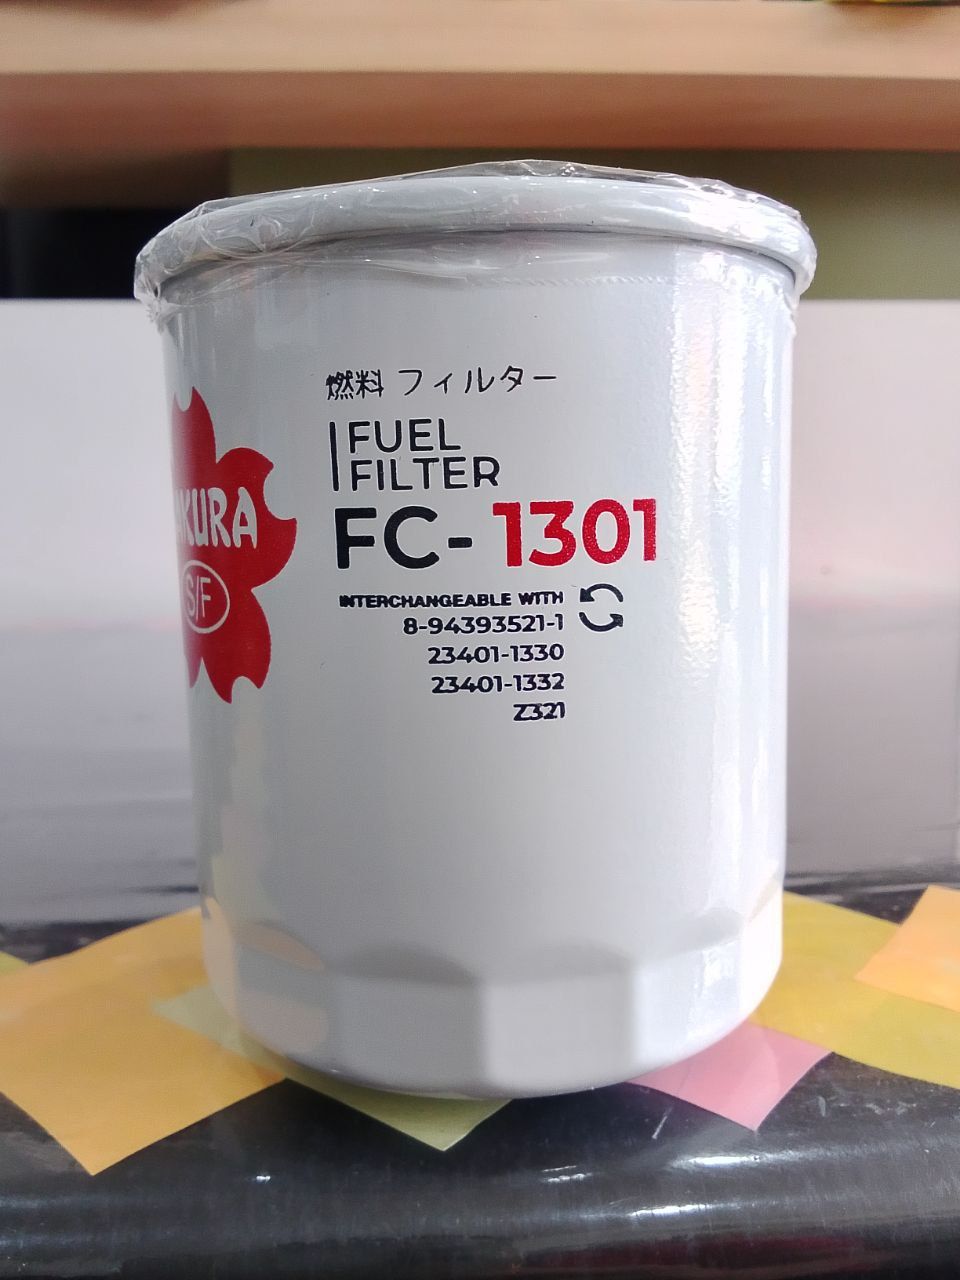 燃料 フィルター
FUEL
FILTER
FC-1301
INTERCHANGEABLE WITH
8-94393521-1
23401-1330
23401-1332
Z321
AKURA
S/F